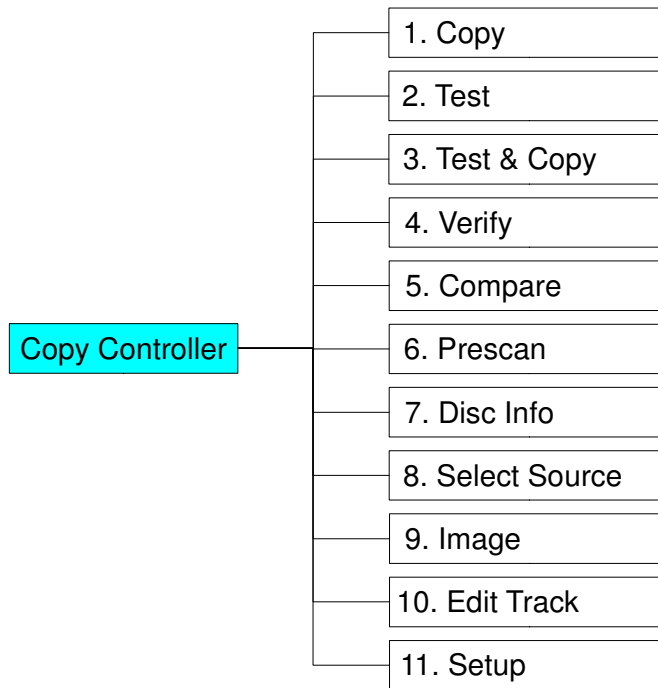 1. Copy
2. Test
3. Test & Copy
4. Verify
5. Compare
Copy Controller
6. Prescan
7. Disc Info
8. Select Source
9. Image
10. Edit Track
11. Setup